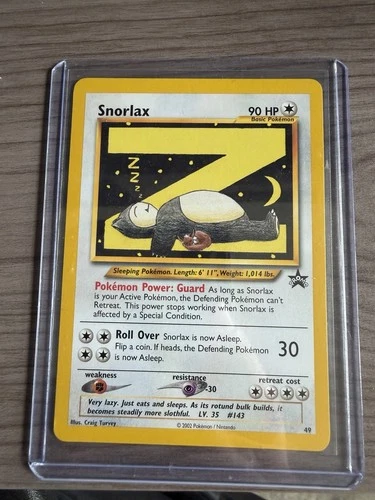 Snorlax 90 HP
Basic Pokémon
Z
Z
Z
Z
Z
Sleeping Pokémon. Length: 6' 11", Weight: 1,014 lbs.
PROMO
Pokémon Power: Guard As long as Snorlax
is your Active Pokémon, the Defending Pokémon can't
Retreat. This power stops working when Snorlax is
affected by a Special Condition.
Roll Over Snorlax is now Asleep.
Flip a coin. If heads, the Defending Pokémon
is now Asleep.
30
weakness resistance retreat cost
-30
Very lazy. Just eats and sleeps. As its rotund bulk builds, it
becomes steadily more slothful. LV. 35 #143
Illus. Craig Turvey © 2002 Pokémon / Nintendo 49